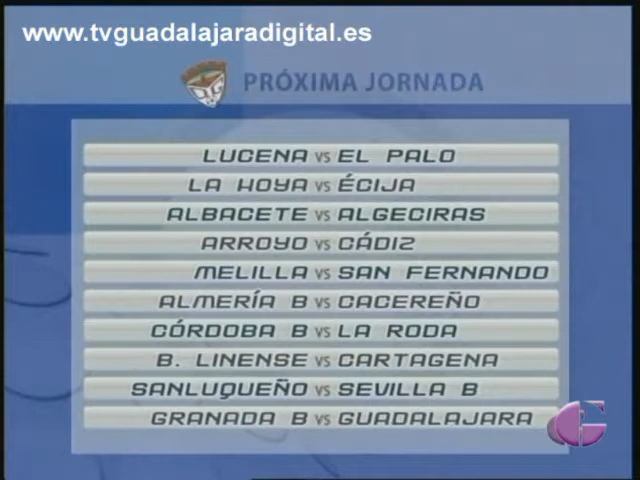 www.tvguadalajaradigital.es
PRÓXIMA JORNADA
LUCENA VS EL PALO
LA HOYA VS ÉCIJA
ALBACETE VS ALGECIRAS
ARROYO VS CÁDIZ
MELILLA VS SAN FERNANDO
ALMERÍA B VS CACEREÑO
CÓRDOBA B VS LA RODA
B. LINENSE VS CARTAGENA
SANLUQUEÑO VS SEVILLA B
GRANADA B VS GUADALAJARA